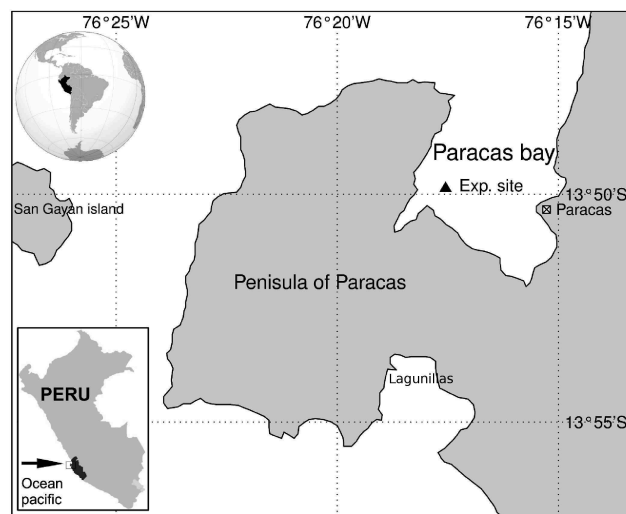 76°25'W 76°20'W 76°15'W
Paracas bay
Exp. site
13°50'S
San Gayan island
Paracas
Penisula of Paracas
Lagunillas
PERU
13°55'S
Ocean
pacific